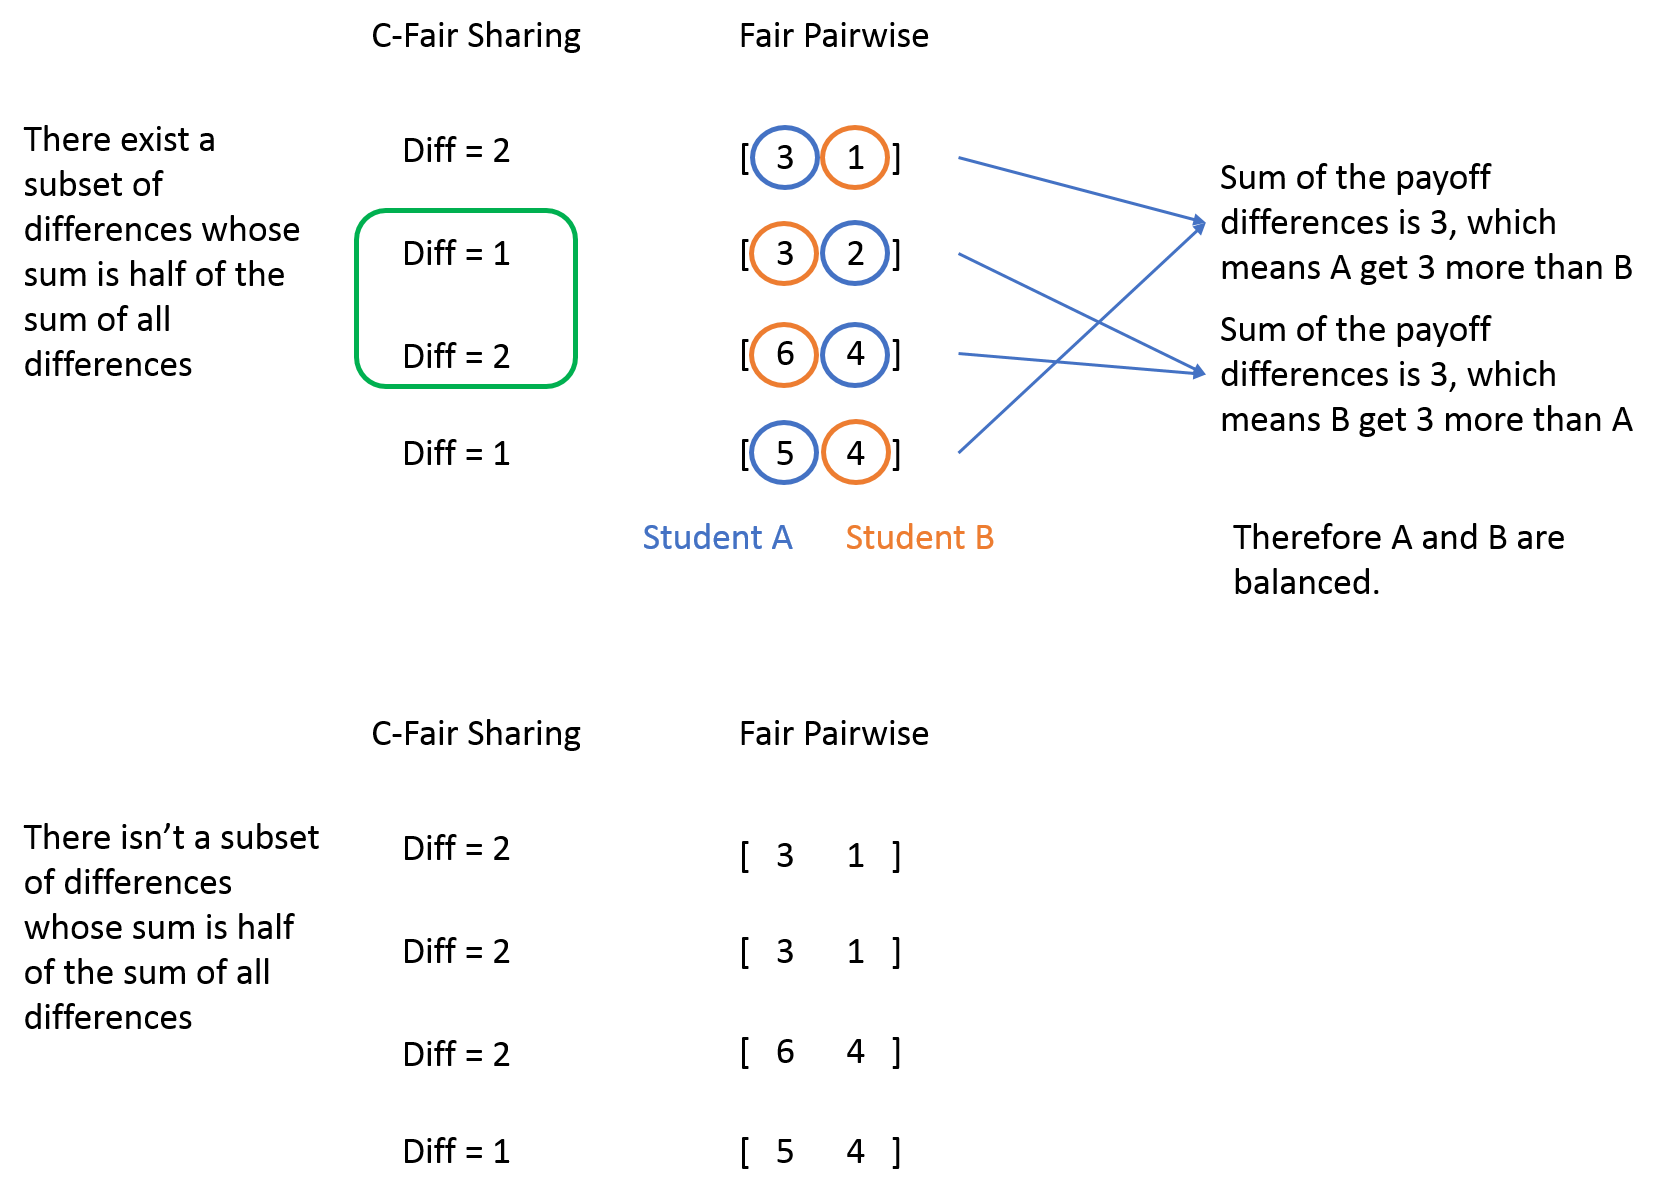 C-Fair Sharing
Fair Pairwise
There exist a
subset of
differences whose
sum is half of the
sum of all
differences
Diff = 2
Diff = 1
Diff = 2
Diff = 1
[ 3 1 ]
[ 3 2 ]
[ 6 4 ]
[ 5 4 ]
Student A
Student B
Sum of the payoff
differences is 3, which
means A get 3 more than B
Sum of the payoff
differences is 3, which
means B get 3 more than A
Therefore A and B are
balanced.
C-Fair Sharing
Fair Pairwise
There isn’t a subset
of differences
whose sum is half
of the sum of all
differences
Diff = 2
Diff = 2
Diff = 2
Diff = 1
[ 3 1 ]
[ 3 1 ]
[ 6 4 ]
[ 5 4 ]